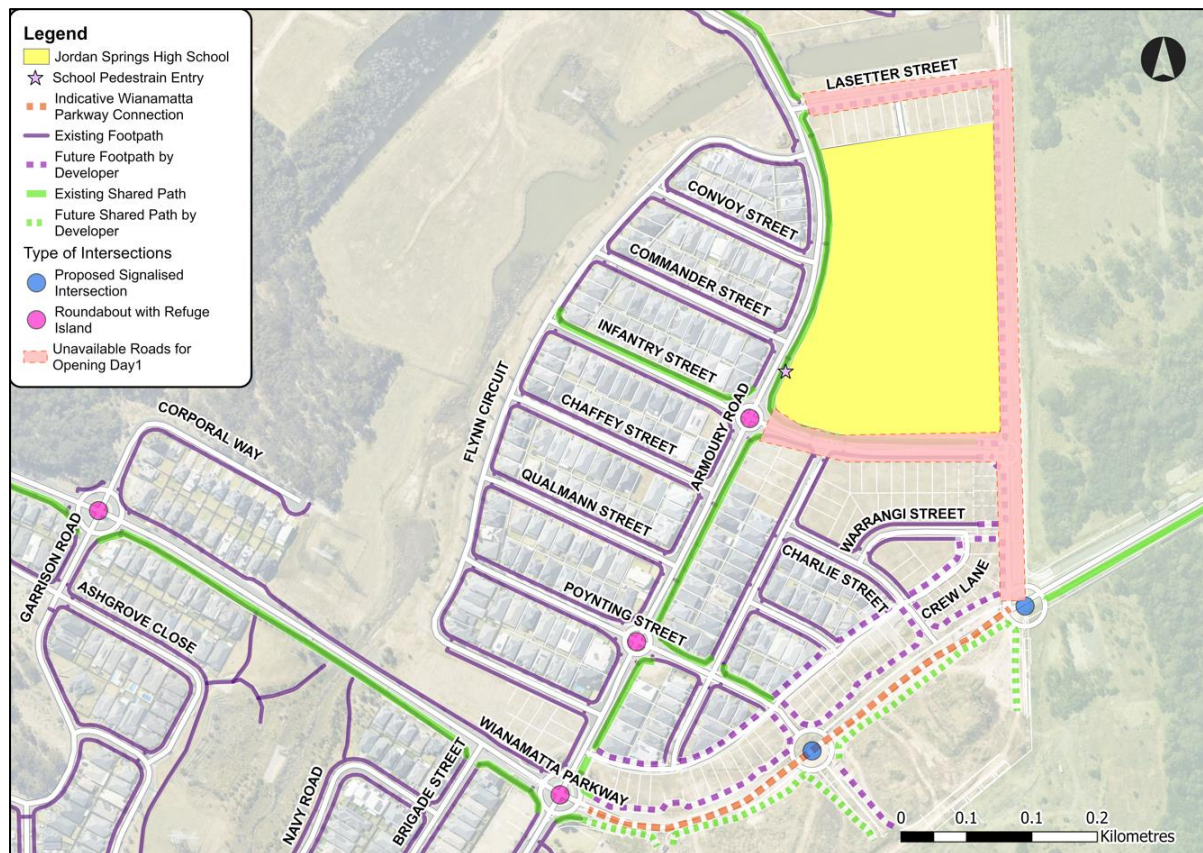 Legend
Jordan Springs High School
School Pedestrain Entry
Indicative Wianamatta
Parkway Connection
Existing Footpath
Future Footpath by
Developer
Existing Shared Path
Future Shared Path by
Developer
Type of Intersections
Proposed Signalised
Intersection
Roundabout with Refuge
Island
Unavailable Roads for
Opening Day1
LASETTER STREET
CONVOY STREET
COMMANDER STREET
INFANTRY STREET
CHAFFEY STREET
QUALMANN STREET
POYNTING STREET
FLYNN CIRCUIT
ARMOURY ROAD
CORPORAL WAY
GARRISON ROAD
ASHGROVE CLOSE
WARRANGI STREET
CHARLIE STREET
CREW LANE
WIANAMATTA PARKWAY
BRIGADE STREET
NAVY ROAD
0 0.1 0.1 0.2
Kilometres